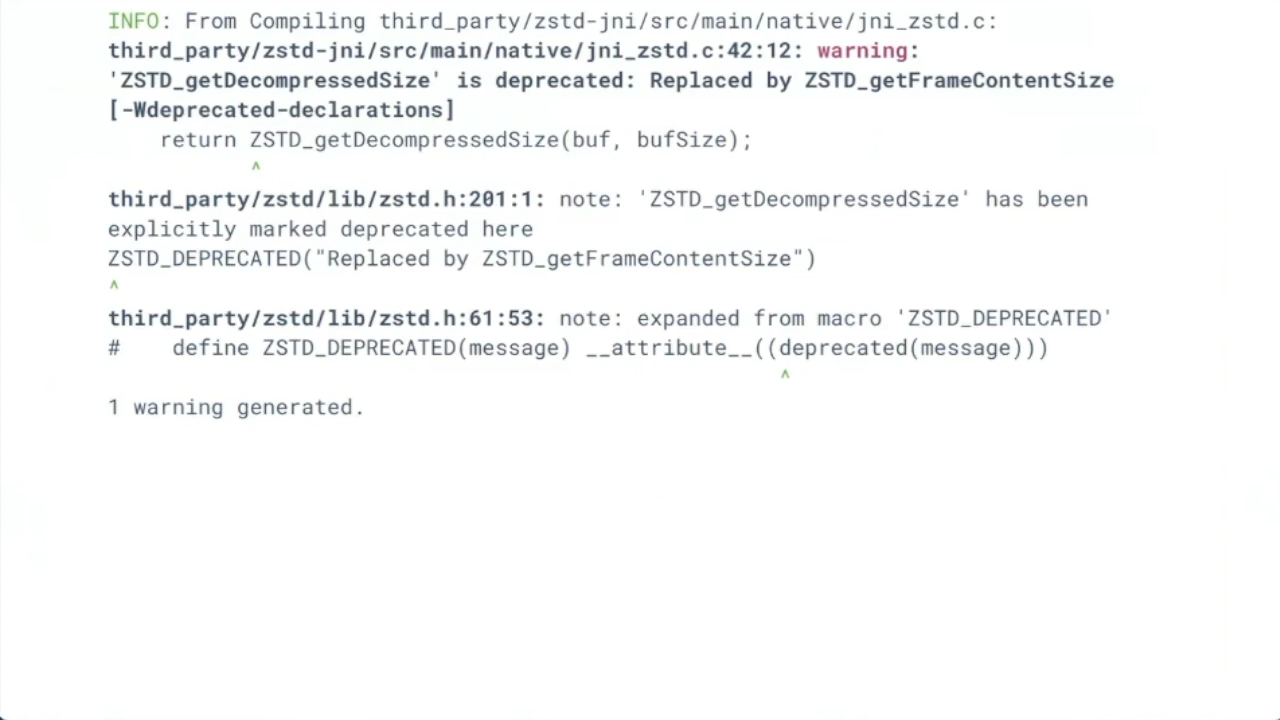 INFO: From Compiling third_party/zstd-jni/src/main/native/jni_zstd.c:
third_party/zstd-jni/src/main/native/jni_zstd.c:42:12: warning:
'ZSTD_getDecompressedSize' is deprecated: Replaced by ZSTD_getFrameContentSize
[-Wdeprecated-declarations]
    return ZSTD_getDecompressedSize(buf, bufSize);
           ^
third_party/zstd/lib/zstd.h:201:1: note: 'ZSTD_getDecompressedSize' has been
explicitly marked deprecated here
ZSTD_DEPRECATED("Replaced by ZSTD_getFrameContentSize")
^
third_party/zstd/lib/zstd.h:61:53: note: expanded from macro 'ZSTD_DEPRECATED'
#    define ZSTD_DEPRECATED(message) __attribute__((deprecated(message)))
                                                    ^
1 warning generated.